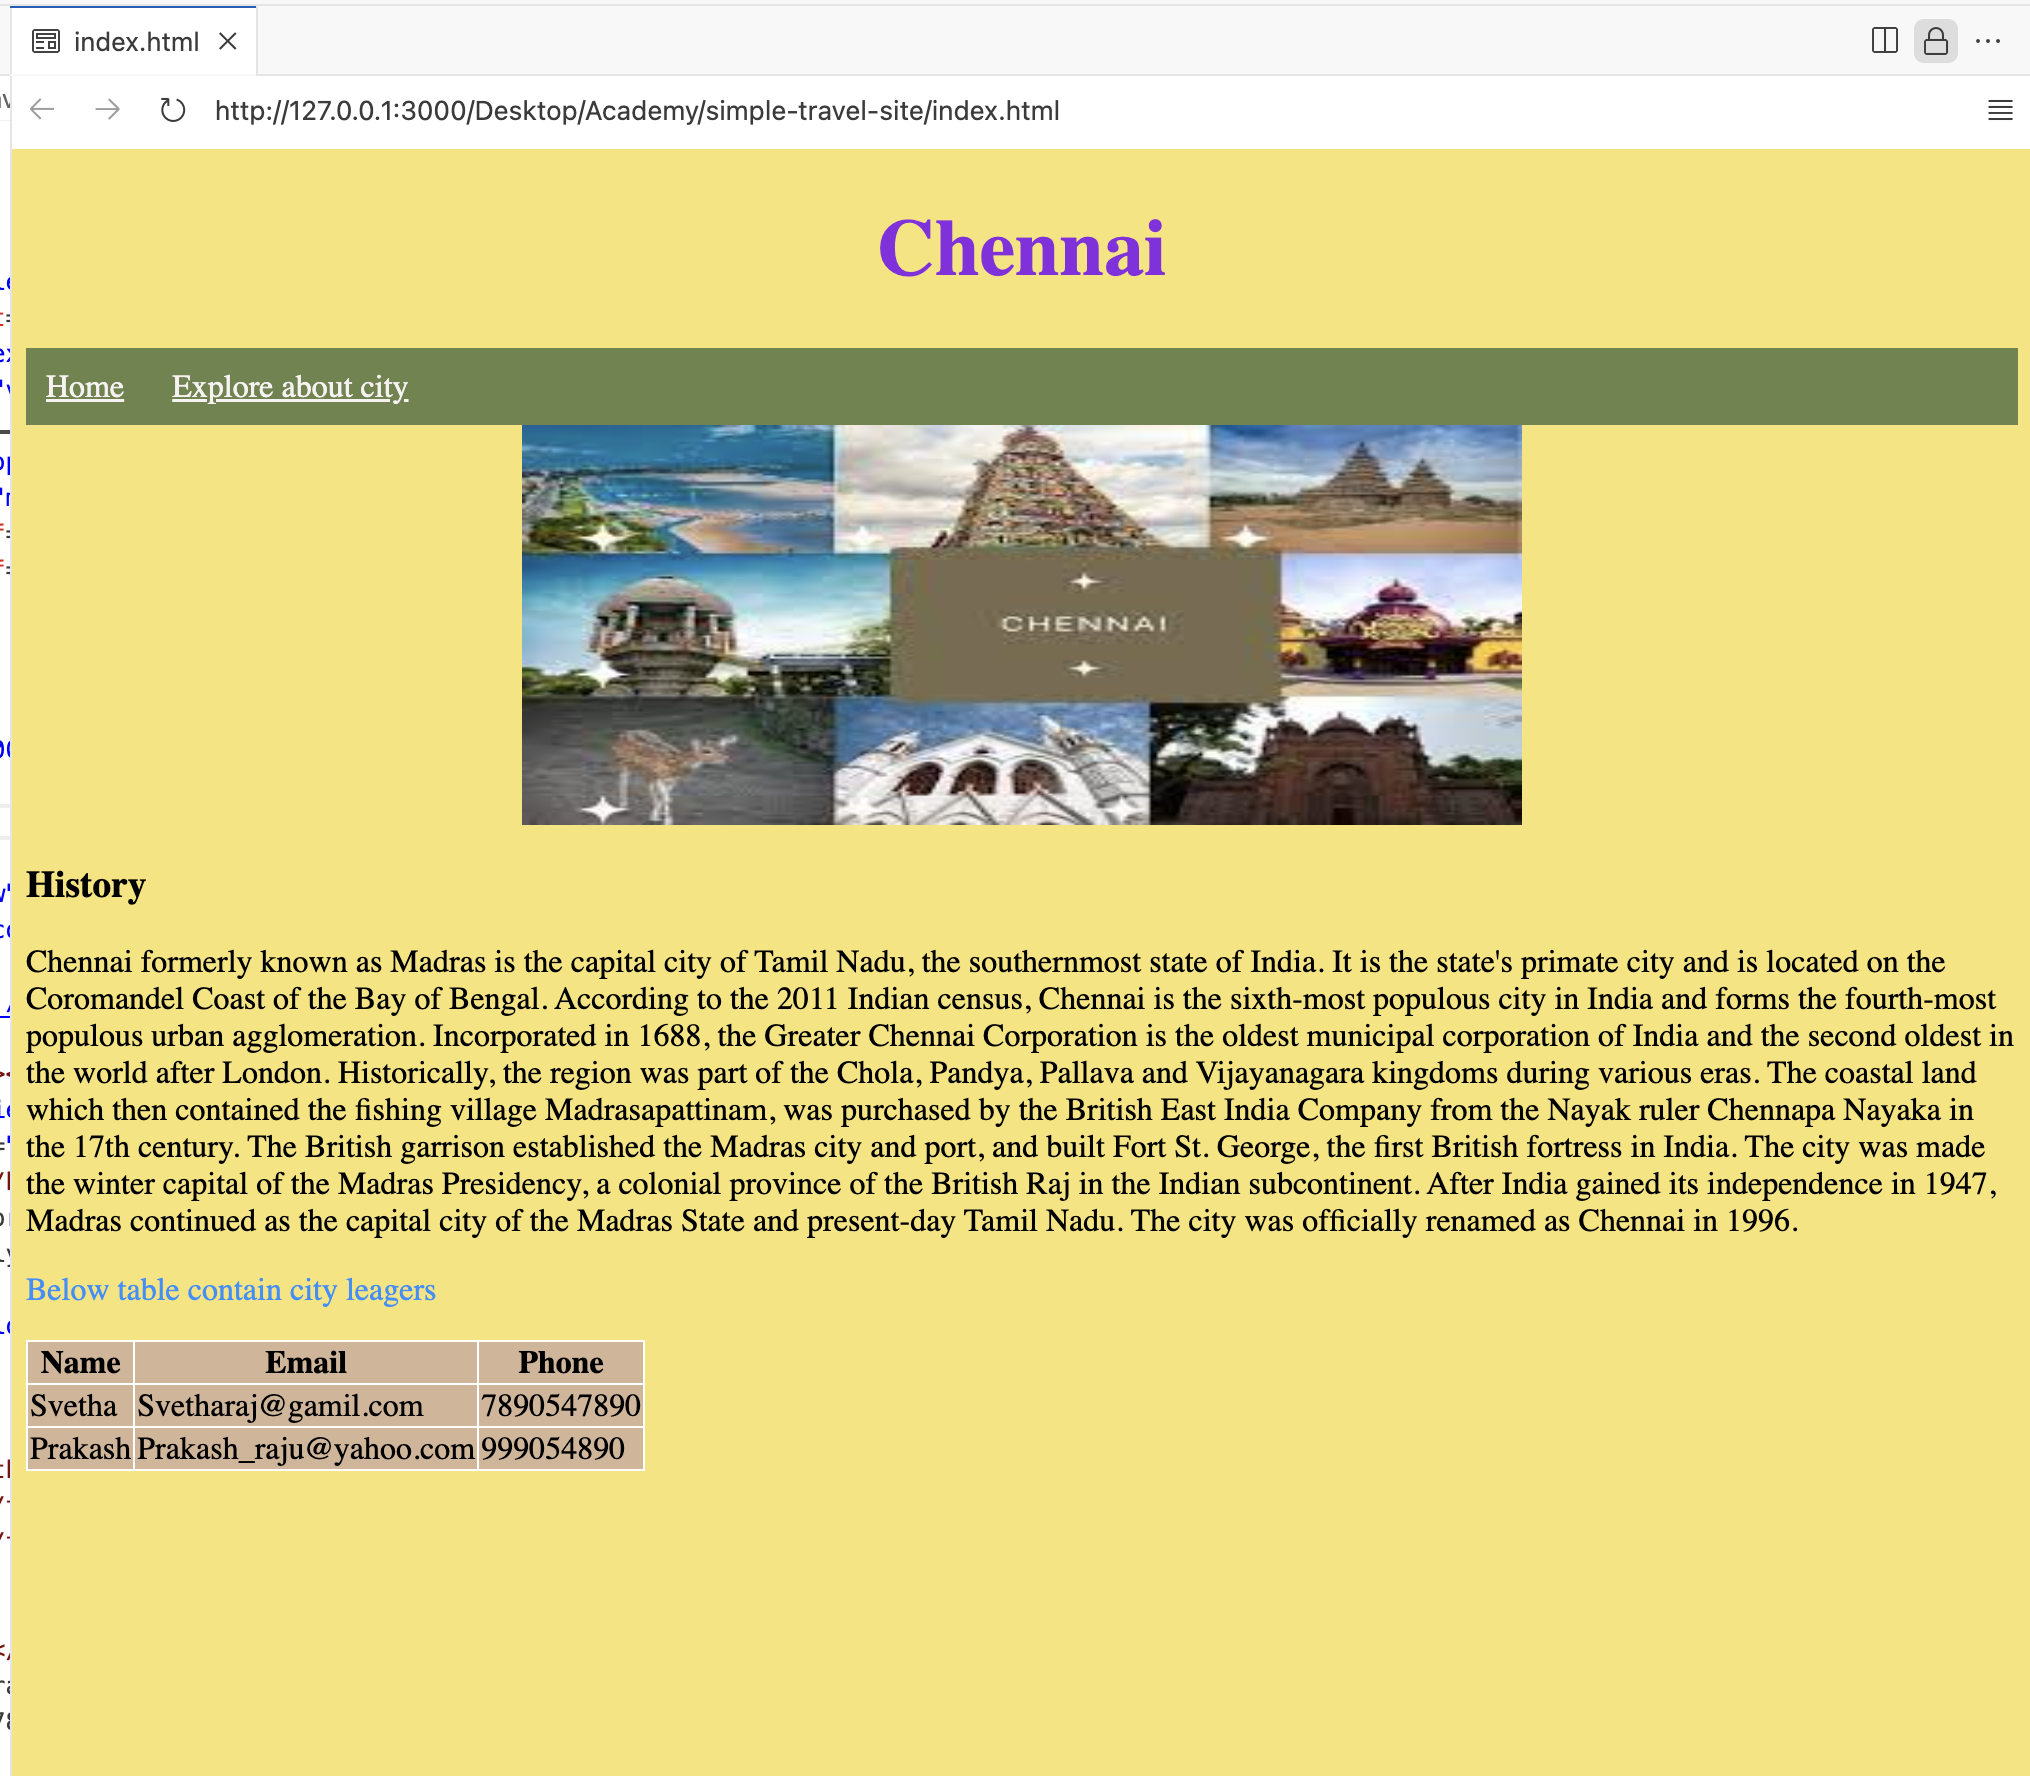 index.html
http://127.0.0.1:3000/Desktop/Academy/simple-travel-site/index.html
Chennai
Home Explore about city
CHENNAI
History
Chennai formerly known as Madras is the capital city of Tamil Nadu, the southernmost state of India. It is the state's primate city and is located on the
Coromandel Coast of the Bay of Bengal. According to the 2011 Indian census, Chennai is the sixth-most populous city in India and forms the fourth-most
populous urban agglomeration. Incorporated in 1688, the Greater Chennai Corporation is the oldest municipal corporation of India and the second oldest in
the world after London. Historically, the region was part of the Chola, Pandya, Pallava and Vijayanagara kingdoms during various eras. The coastal land
which then contained the fishing village Madrasapattinam, was purchased by the British East India Company from the Nayak ruler Chennapa Nayaka in
the 17th century. The British garrison established the Madras city and port, and built Fort St. George, the first British fortress in India. The city was made
the winter capital of the Madras Presidency, a colonial province of the British Raj in the Indian subcontinent. After India gained its independence in 1947,
Madras continued as the capital city of the Madras State and present-day Tamil Nadu. The city was officially renamed as Chennai in 1996.
Below table contain city leagers
Name Email Phone
Svetha Svetharaj@gamil.com 7890547890
Prakash Prakash_raju@yahoo.com 999054890